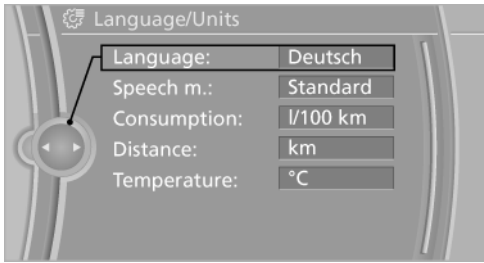 Language/Units
Language: Deutsch
Speech m.: Standard
Consumption: l/100 km
Distance: km
Temperature: °C